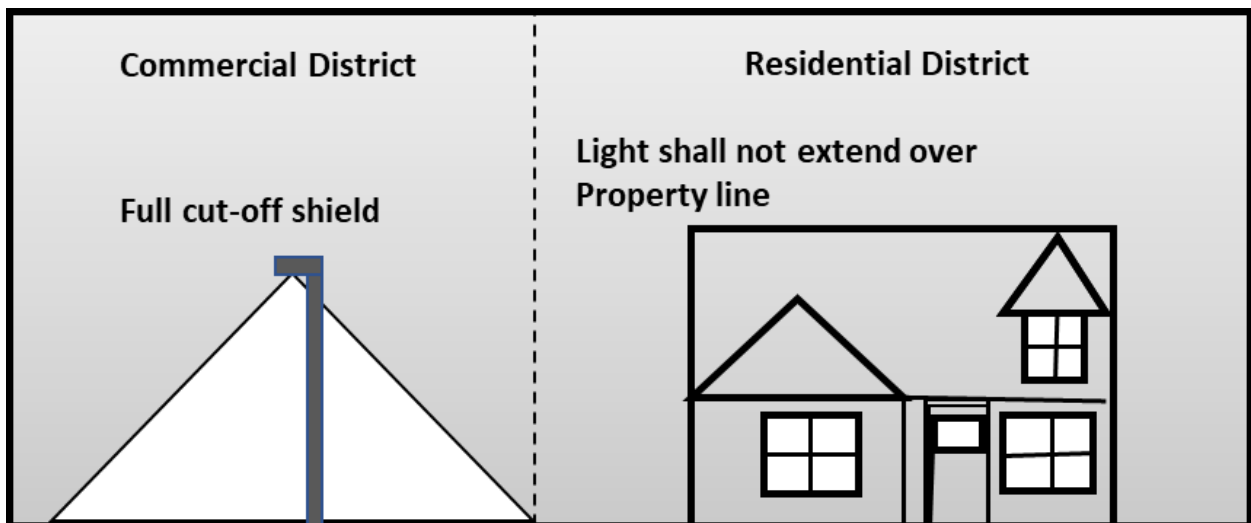 Commercial District
Residential District
Light shall not extend over
Property line
Full cut-off shield